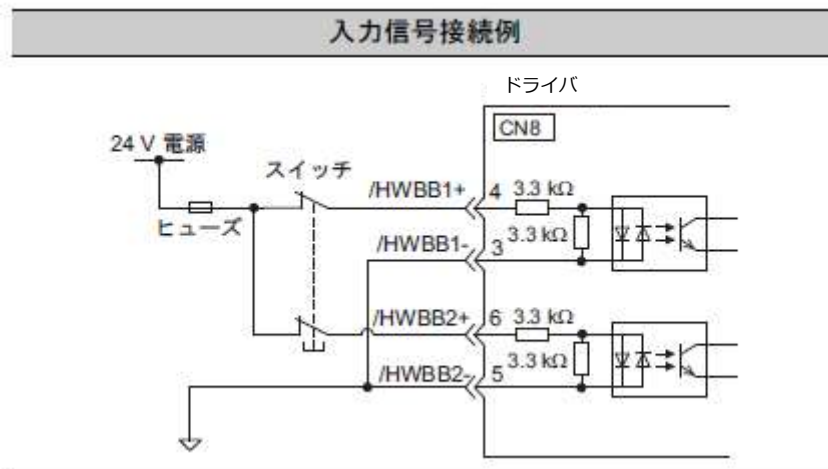 入力信号接続例
ドライバ
CN8
24 V 電源
スイッチ
ヒューズ
/HWBB1+ 4 3.3 kΩ
3.3 kΩ
/HWBB1- 3
/HWBB2+ 6 3.3 kΩ
3.3 kΩ
/HWBB2- 5